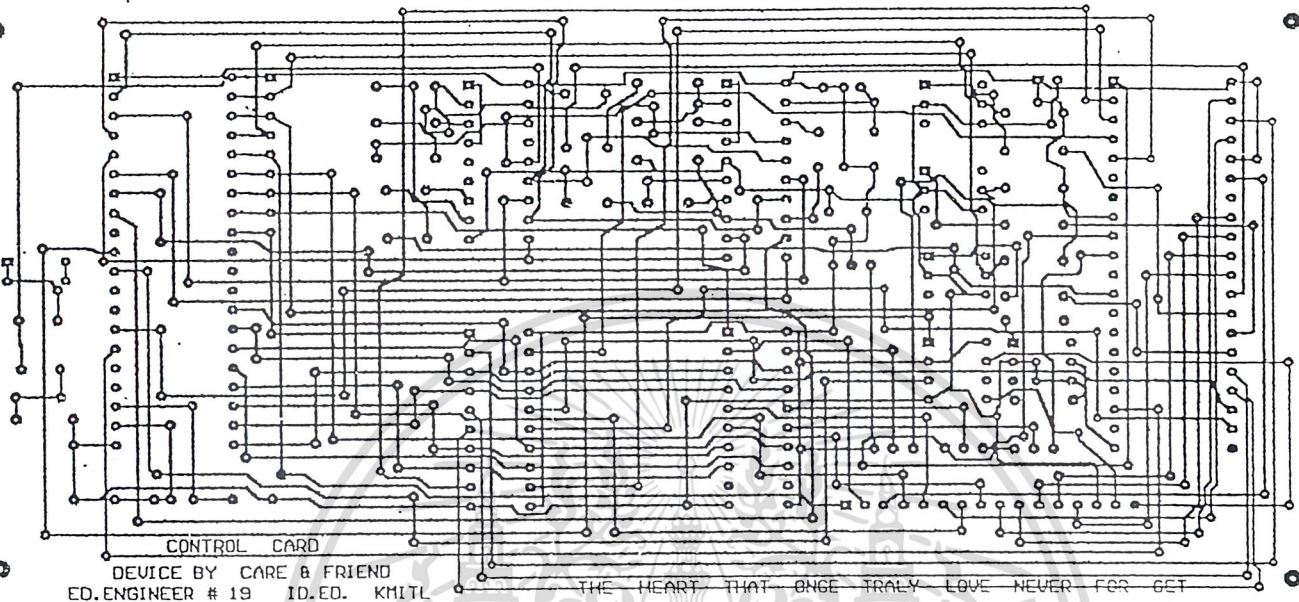 CONTROL CARD
DEVICE BY CARE & FRIEND
ED.ENGINEER # 19 ID.ED. KMITL
THE HEART THAT ONGE TRALY LOVE NEVER FOR GET